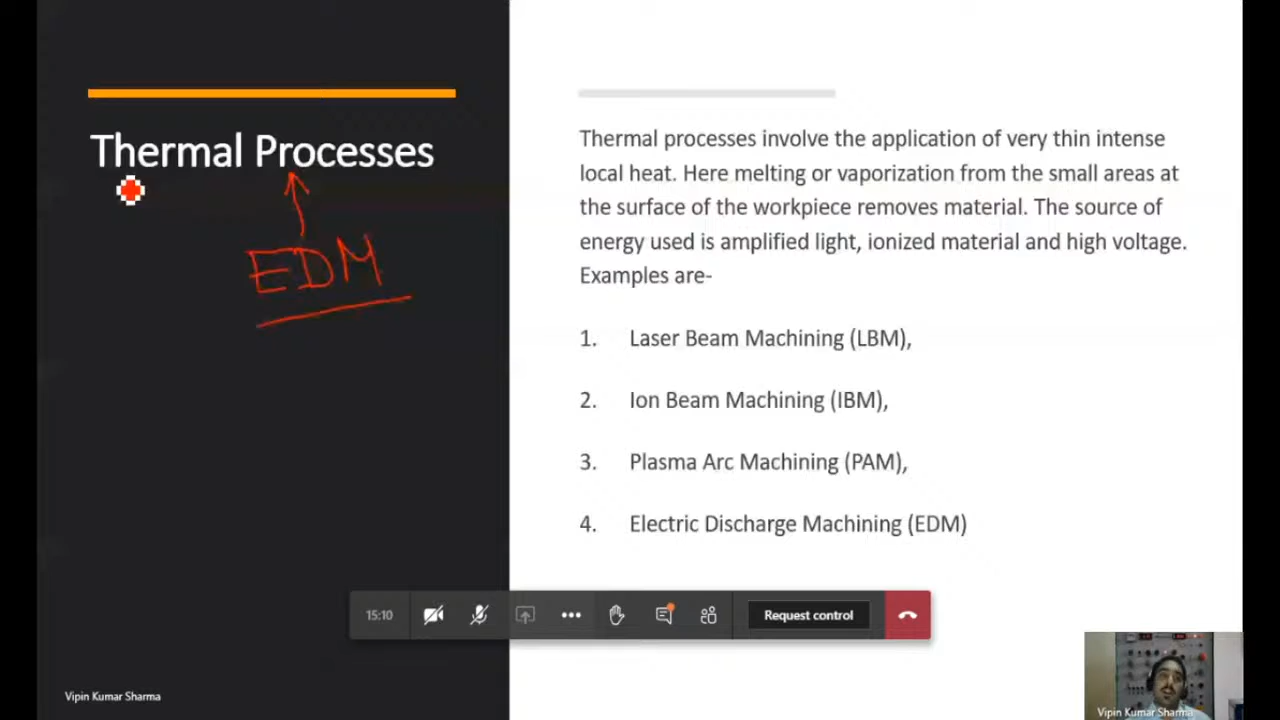 Thermal Processes
EDM
Thermal processes involve the application of very thin intense
local heat. Here melting or vaporization from the small areas at
the surface of the workpiece removes material. The source of
energy used is amplified light, ionized material and high voltage.
Examples are-
1. Laser Beam Machining (LBM),
2. Ion Beam Machining (IBM),
3. Plasma Arc Machining (PAM),
4. Electric Discharge Machining (EDM)
15:10
Request control
Vipin Kumar Sharma
Vipin Kumar Sharma